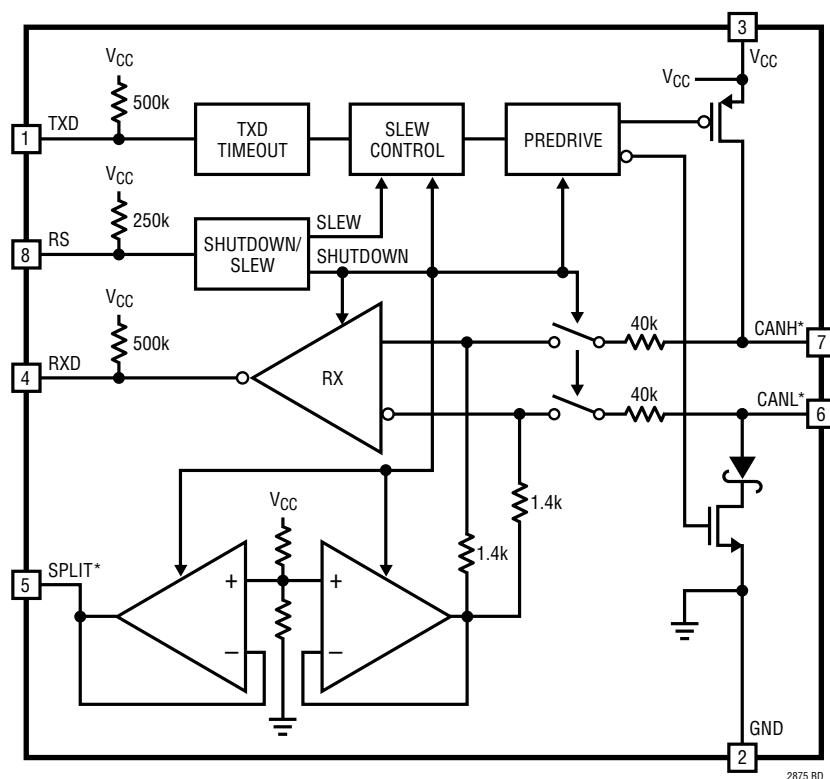 3
VCC
VCC
VCC
500k
1
TXD
TXD
TIMEOUT
SLEW
CONTROL
PREDRIVE
VCC
250k
8
RS
SHUTDOWN/
SLEW
SLEW
SHUTDOWN
VCC
500k
4
RXD
RX
40k
CANH*
7
40k
CANL*
6
1.4k
1.4k
VCC
5
SPLIT*
+
+
–
–
GND
2
2875 BD